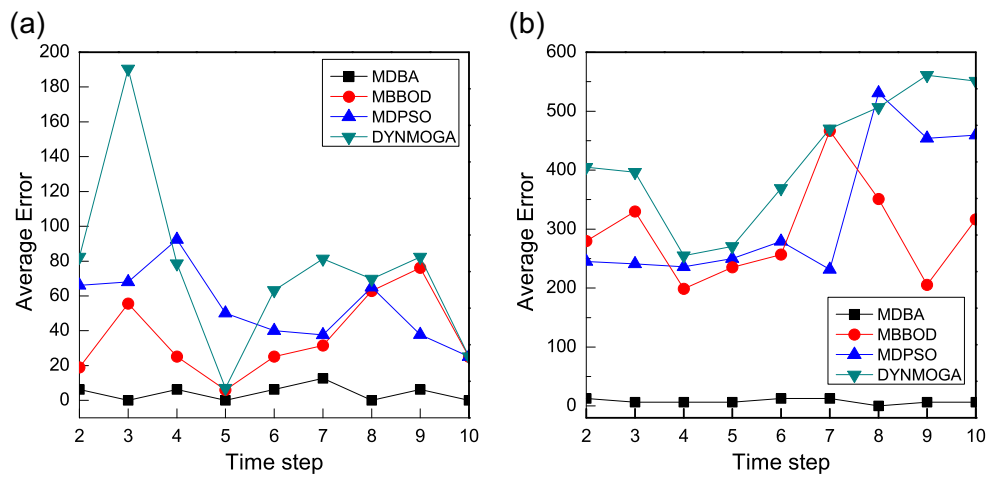 (a)
200
180
160
140
120
100
80
60
40
20
0
Average Error
2 3 4 5 6 7 8 9 10
Time step
MDBA
MBBOD
MDPSO
DYNMOGA
(b)
600
500
400
300
200
100
0
Average Error
2 3 4 5 6 7 8 9 10
Time step
MDBA
MBBOD
MDPSO
DYNMOGA